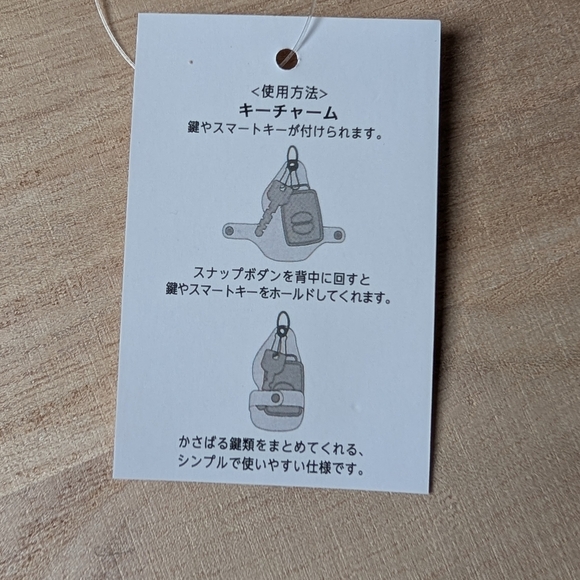 <使用方法>
キーチャーム
鍵やスマートキーが付けられます。
スナップボダンを背中に回すと
鍵やスマートキーをホールドしてくれます。
かさばる鍵類をまとめてくれる、
シンプルで使いやすい仕様です。